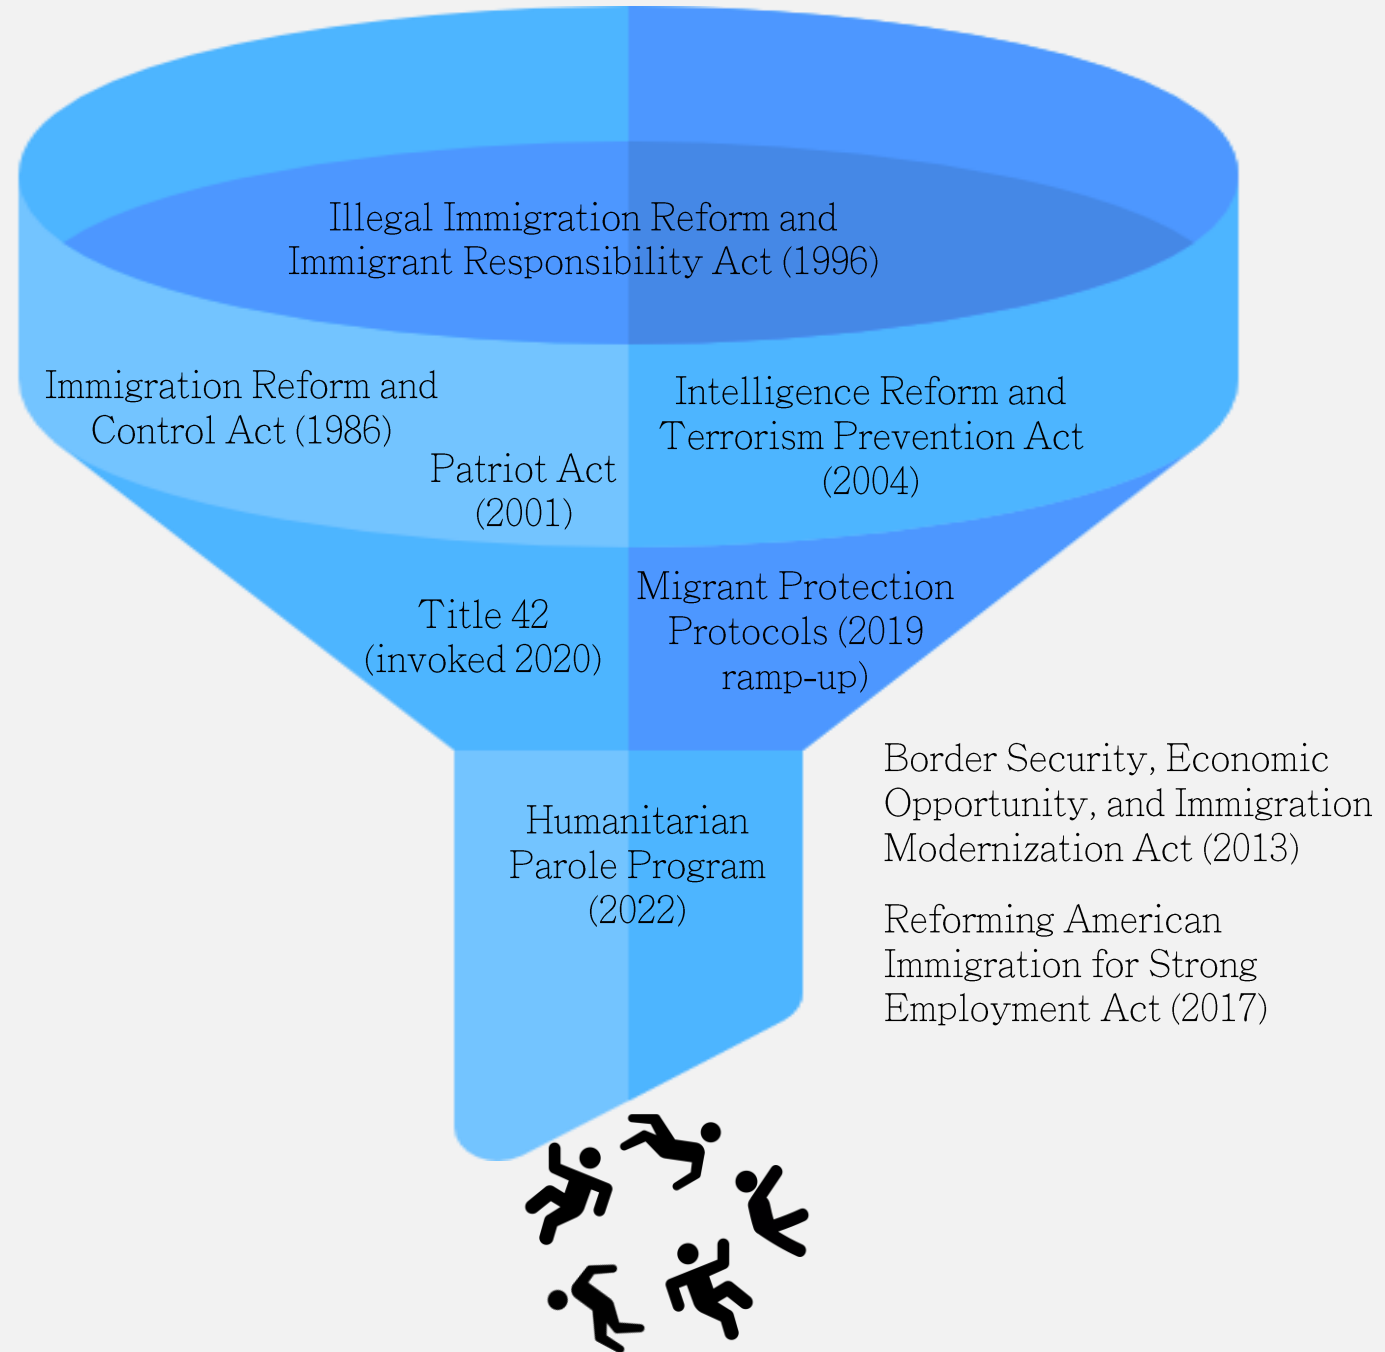 Illegal Immigration Reform and
Immigrant Responsibility Act (1996)
Immigration Reform and
Control Act (1986)
Patriot Act
(2001)
Intelligence Reform and
Terrorism Prevention Act
(2004)
Title 42
(invoked 2020)
Migrant Protection
Protocols (2019
ramp-up)
Humanitarian
Parole Program
(2022)
Border Security, Economic
Opportunity, and Immigration
Modernization Act (2013)
Reforming American
Immigration for Strong
Employment Act (2017)